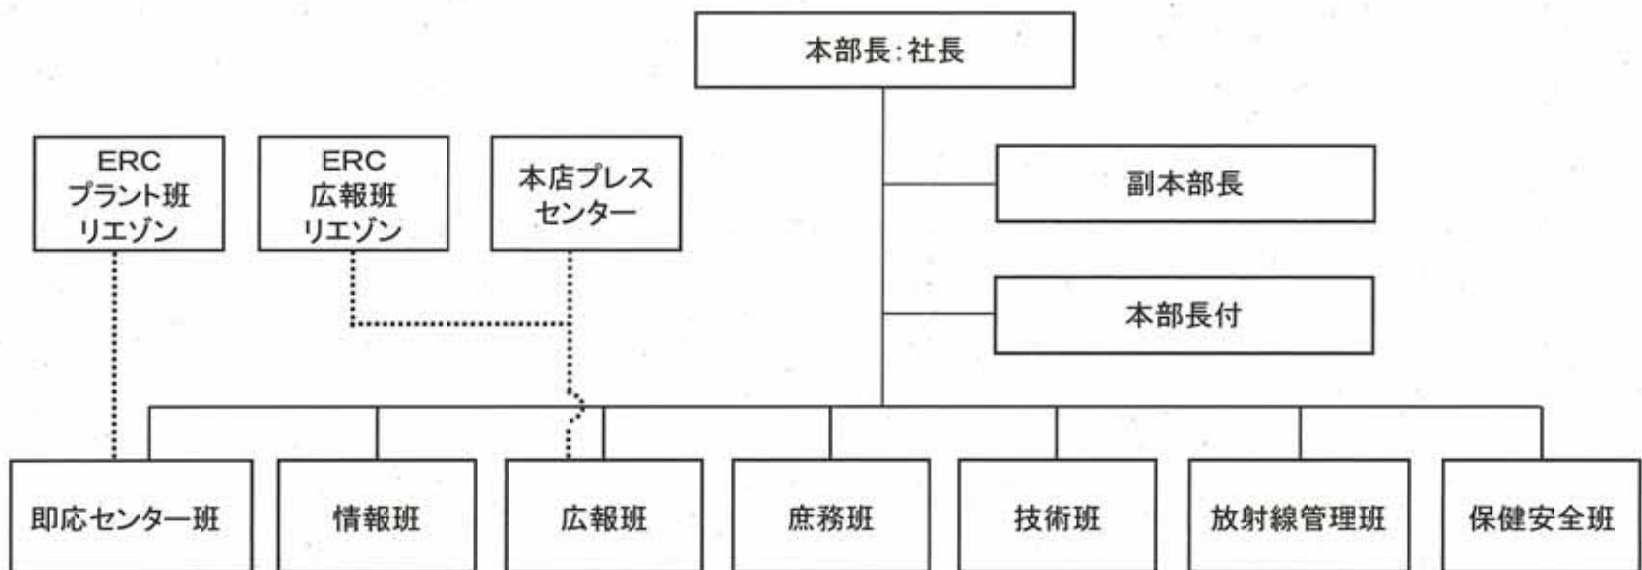 本部長:社長
ERC
プラント班
リエゾン
ERC
広報班
リエゾン
本店プレス
センター
副本部長
本部長付
即応センター班
情報班
広報班
庶務班
技術班
放射線管理班
保健安全班